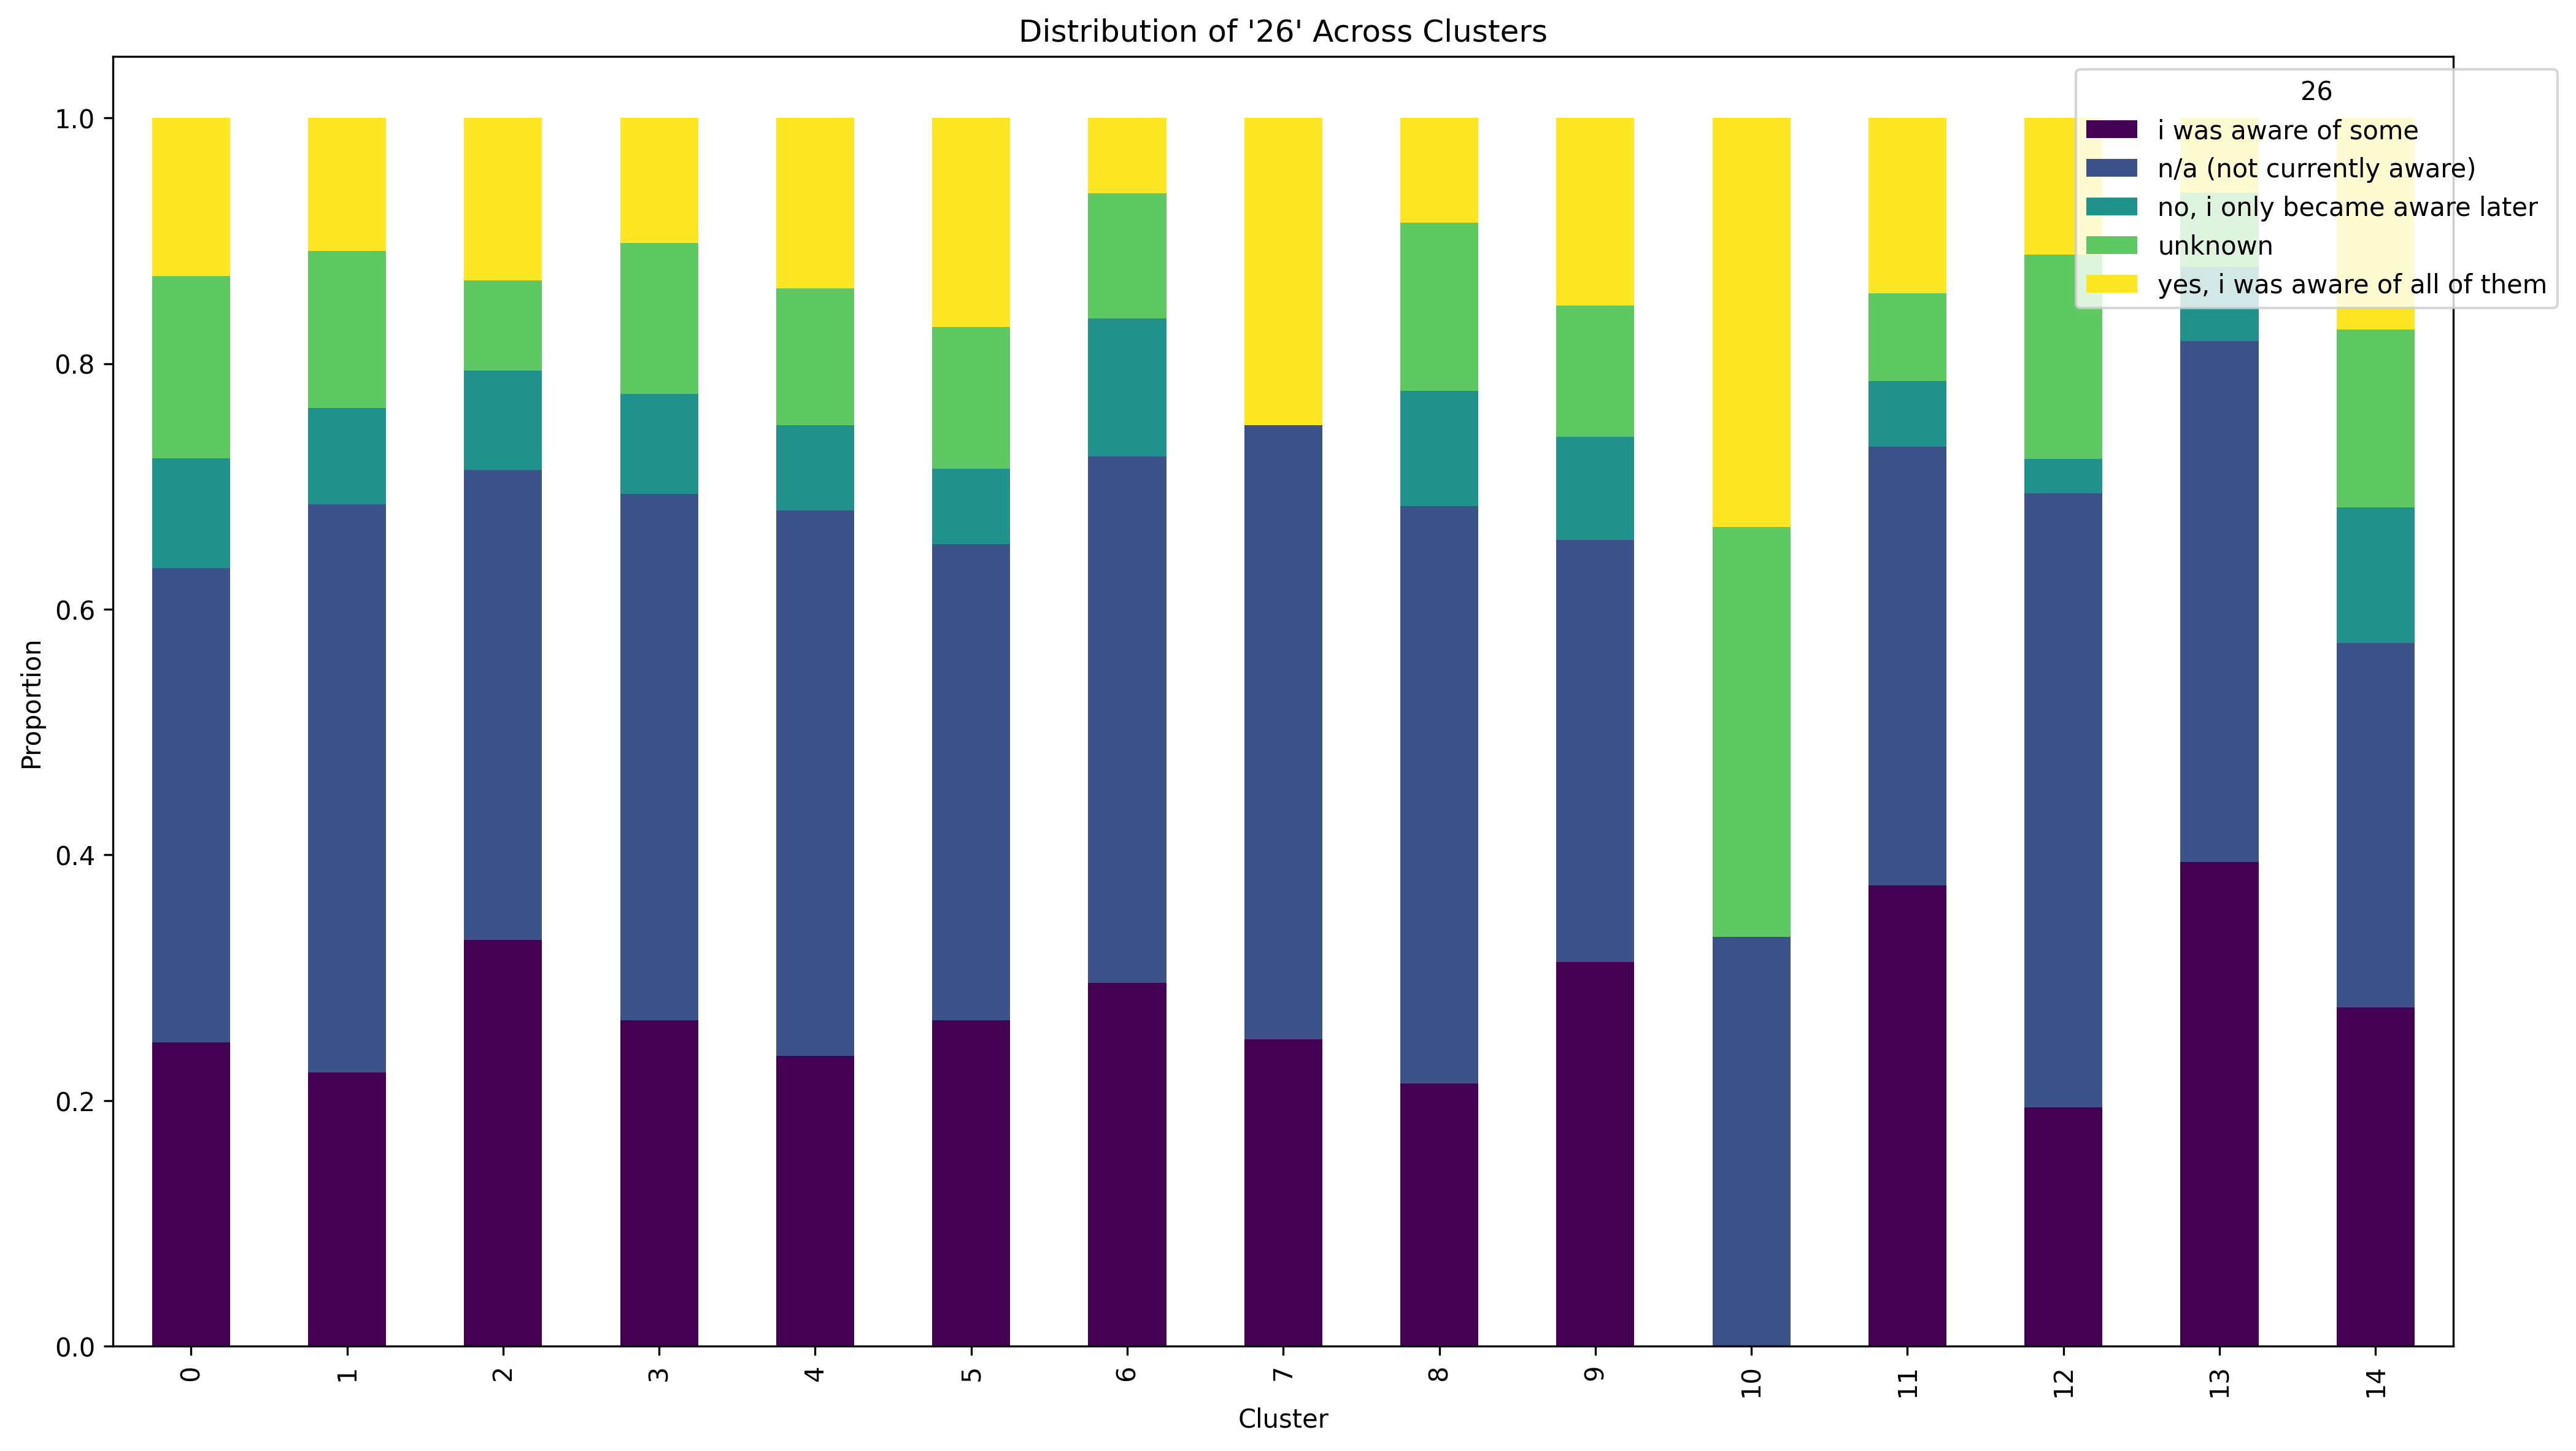 Distribution of '26' Across Clusters
26
i was aware of some
n/a (not currently aware)
no, i only became aware later
unknown
yes, i was aware of all of them
1.0
0.8
0.6
0.4
0.2
0.0
Proportion
0 1 2 3 4 5 6 7 8 9 10 11 12 13 14
Cluster